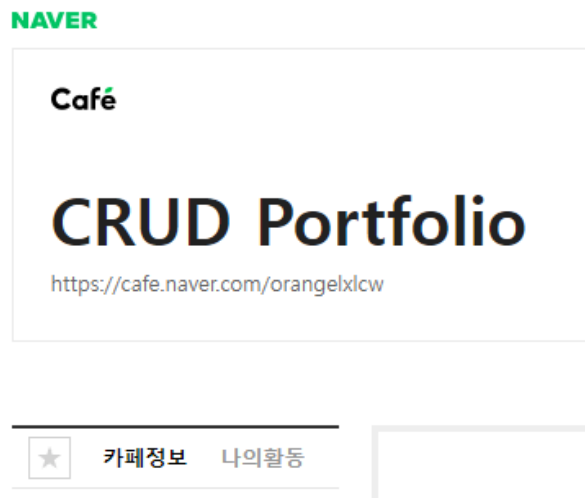 NAVER
Café
CRUD Portfolio
https://cafe.naver.com/orangelxlcw
카페정보 나의활동